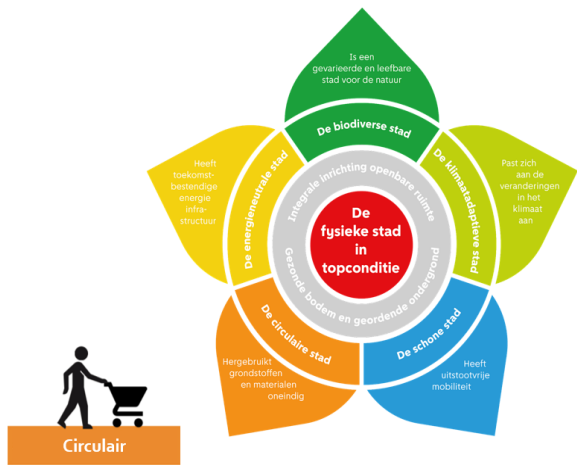 Is een
gevarieerde en leefbare
stad voor de natuur
De biodiverse stad
Heeft
toekomst-
bestendige
energie
infra-
structuur
De energieneutrale stad
De klimaatadaptieve stad
Past zich
aan de
veranderingen
in het
klimaat
aan
Integrale inrichting openbare ruimte
De
fysieke stad
in
topconditie
Gezonde bodem en geordende ondergrond
De circulaire stad
Hergebruikt
grondstoffen
en materialen
oneindig
De schone stad
Heeft
uitstootvrije
mobiliteit
Circulair